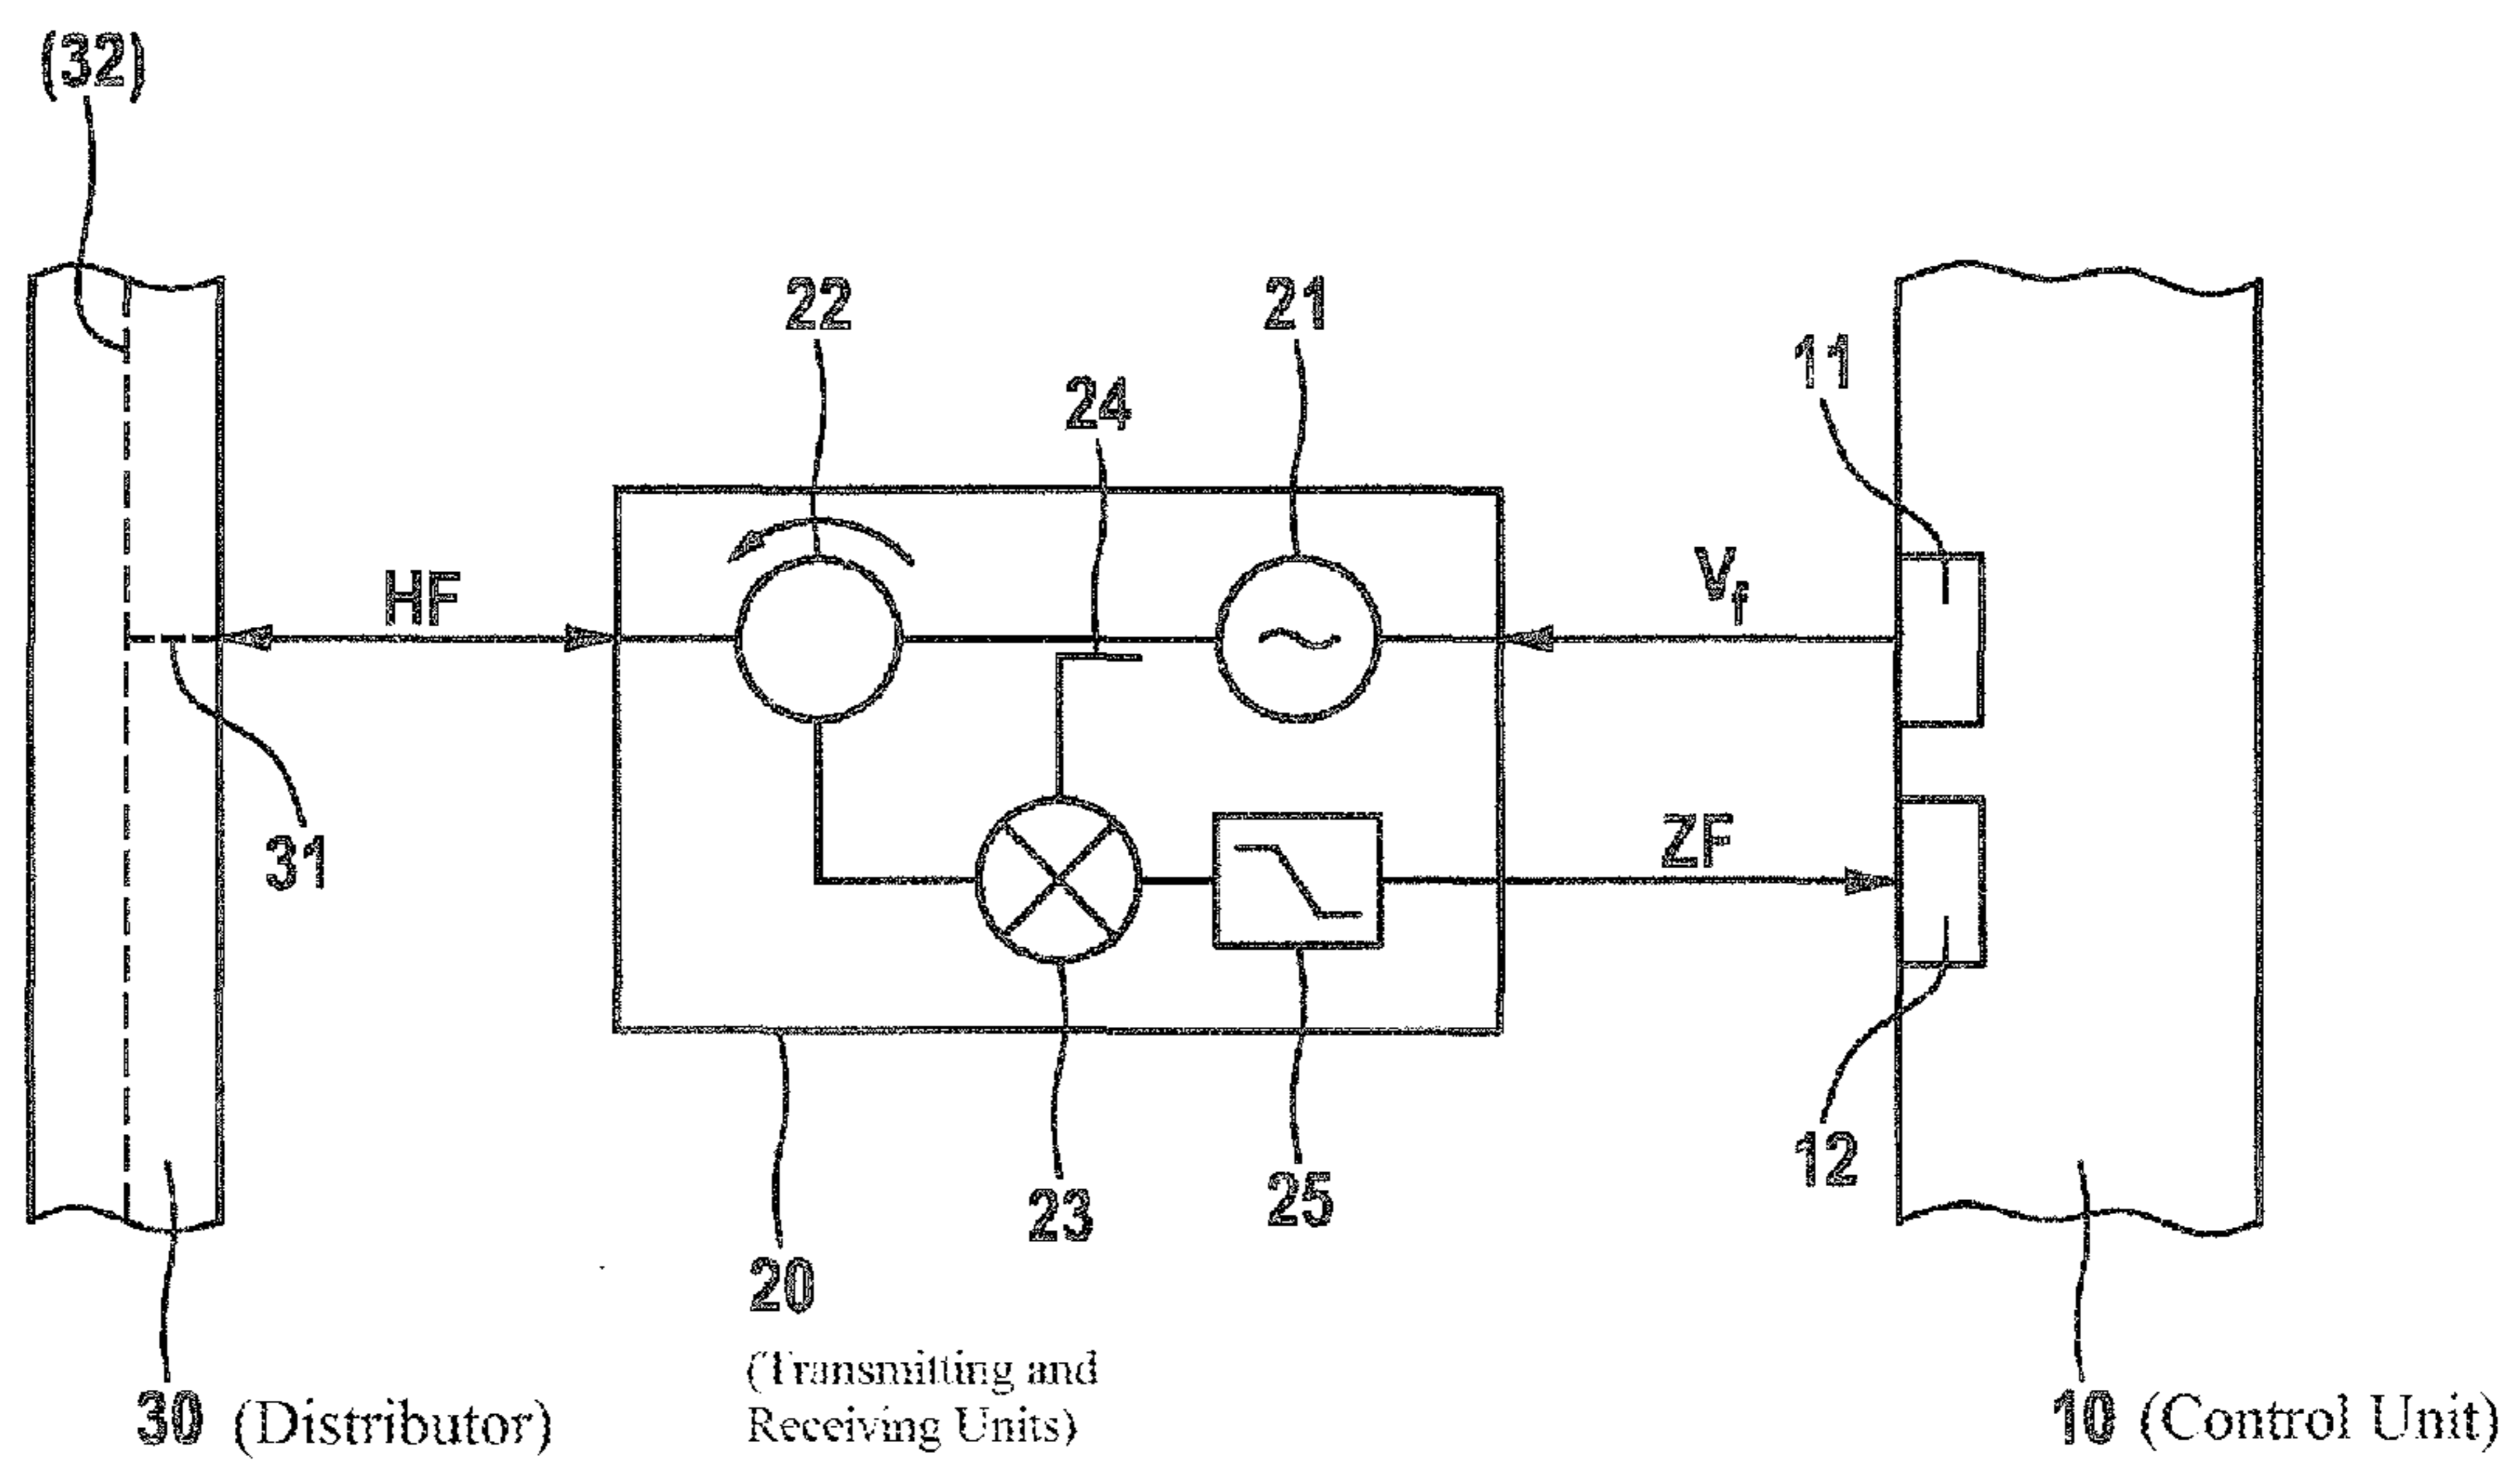 (32)
22
21
24
11
HF
Vf
31
ZF
12
23
25
20
(Transmitting and
Receiving Units)
30 (Distributor)
10 (Control Unit)